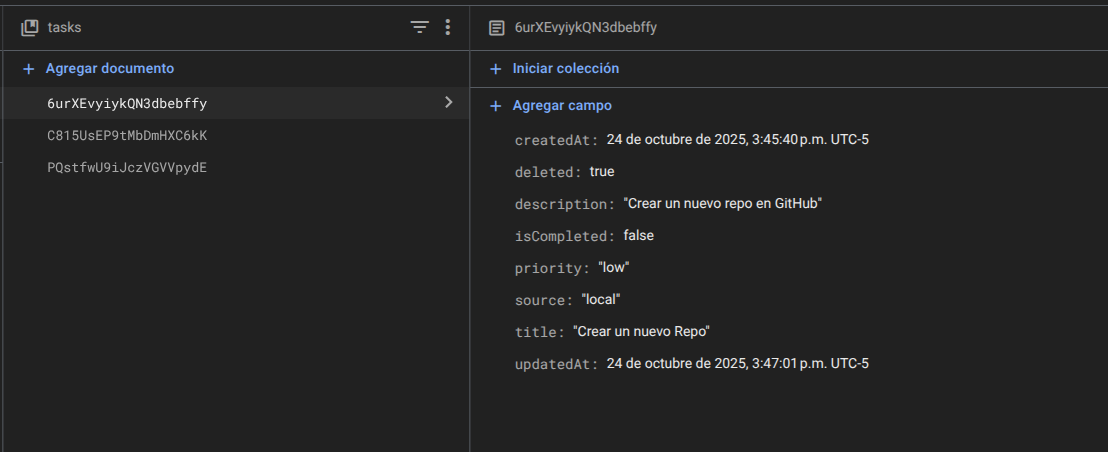 tasks
Agregar documento
6urXEvyiykQN3dbebffy
C815UsEP9tMbDmHXC6kK
PQstfwU9iJczVGVVpydE
6urXEvyiykQN3dbebffy
Iniciar colección
Agregar campo
createdAt: 24 de octubre de 2025, 3:45:40 p.m. UTC-5
deleted: true
description: "Crear un nuevo repo en GitHub"
isCompleted: false
priority: "low"
source: "local"
title: "Crear un nuevo Repo"
updatedAt: 24 de octubre de 2025, 3:47:01 p.m. UTC-5